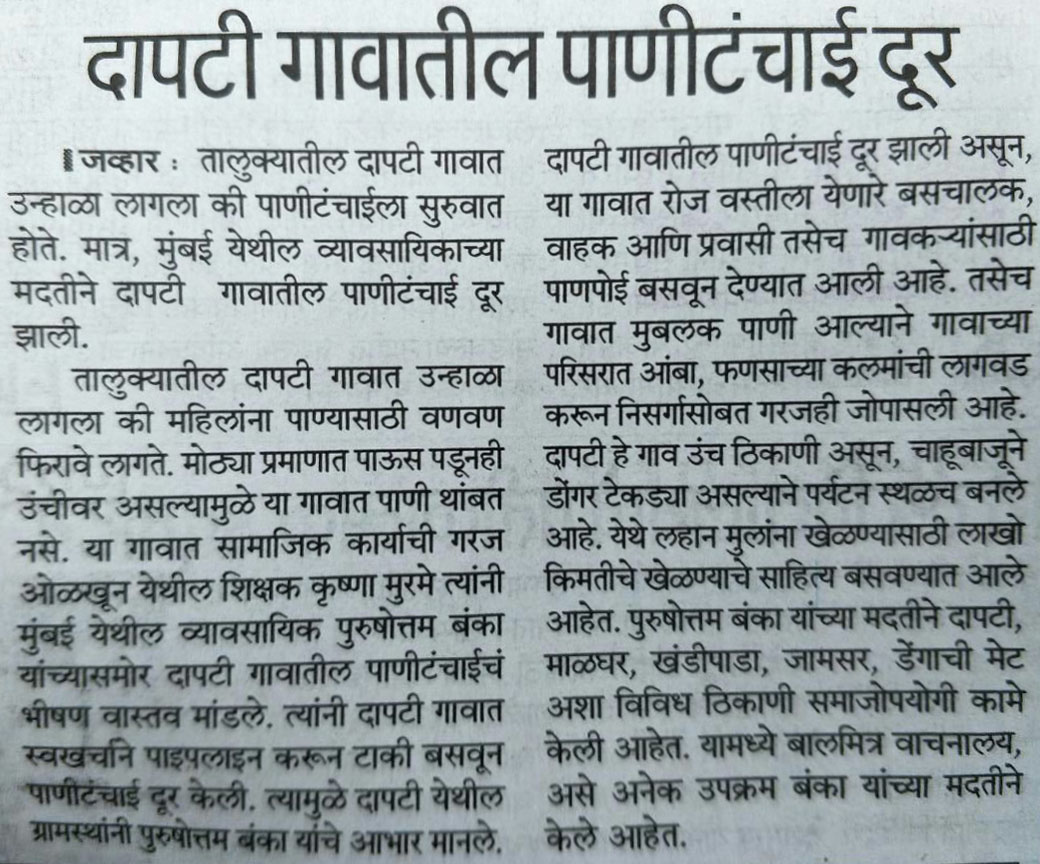 दापटी गावातील पाणीटंचाई दूर
जव्हार : तालुक्यातील दापटी गावात
उन्हाळा लागला की पाणीटंचाईला सुरुवात
होते. मात्र, मुंबई येथील व्यावसायिकाच्या
मदतीने दापटी गावातील पाणीटंचाई दूर
झाली.
तालुक्यातील दापटी गावात उन्हाळा
लागला की महिलांना पाण्यासाठी वणवण
फिरावे लागते. मोठ्या प्रमाणात पाऊस पडूनही
उंचीवर असल्यामुळे या गावात पाणी थांबत
नसे. या गावात सामाजिक कार्याची गरज
ओळखून येथील शिक्षक कृष्णा मुरमे त्यांनी
मुंबई येथील व्यावसायिक पुरुषोत्तम बंका
यांच्यासमोर दापटी गावातील पाणीटंचाईचं
भीषण वास्तव मांडले. त्यांनी दापटी गावात
स्वखर्चाने पाइपलाइन करून टाकी बसवून
पाणीटंचाई दूर केली. त्यामुळे दापटी येथील
ग्रामस्थांनी पुरुषोत्तम बंका यांचे आभार मानले.
दापटी गावातील पाणीटंचाई दूर झाली असून,
या गावात रोज वस्तीला येणारे बसचालक,
वाहक आणि प्रवासी तसेच गावकऱ्यांसाठी
पाणपोई बसवून देण्यात आली आहे. तसेच
गावात मुबलक पाणी आल्याने गावाच्या
परिसरात आंबा, फणसाच्या कलमांची लागवड
करून निसर्गासोबत गरजही जोपासली आहे.
दापटी हे गाव उंच ठिकाणी असून, चाहूबाजूने
डोंगर टेकड्या असल्याने पर्यटन स्थळच बनले
आहे. येथे लहान मुलांना खेळण्यासाठी लाखो
किमतीचे खेळण्याचे साहित्य बसवण्यात आले
आहेत. पुरुषोत्तम बंका यांच्या मदतीने दापटी,
माळघर, खंडीपाडा, जामसर, डेंगाची मेट
अशा विविध ठिकाणी समाजोपयोगी कामे
केली आहेत. यामध्ये बालमित्र वाचनालय,
असे अनेक उपक्रम बंका यांच्या मदतीने
केले आहेत.